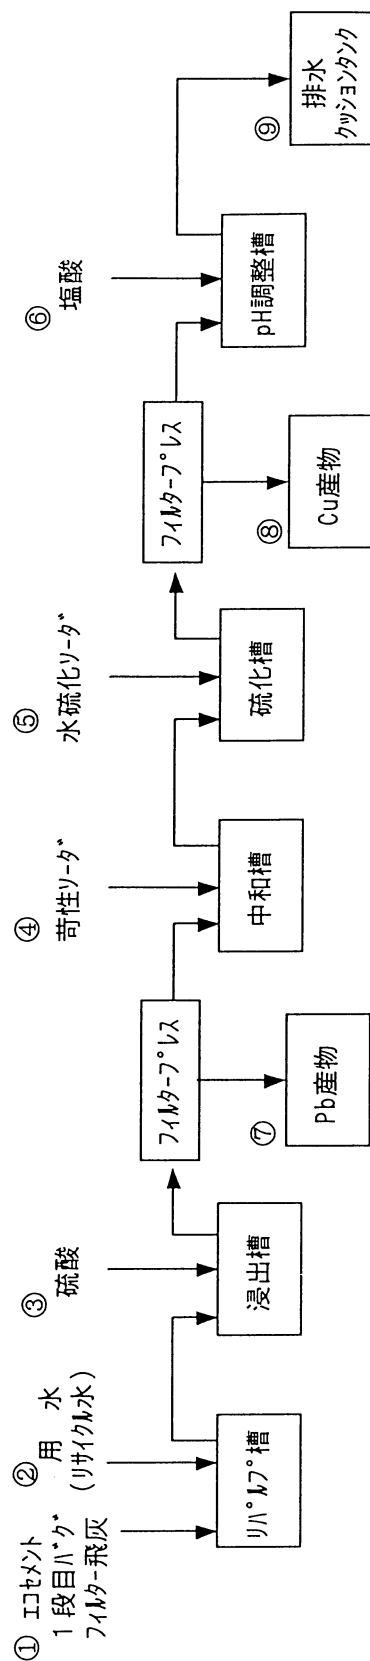 ① エコセメント
１段目バグ
フィルター飛灰
② 用 水
(リサイクル水)
リパルプ槽
③ 硫酸
浸出槽
フィルタープレス
⑦ Pb産物
④ 苛性ソーダ
中和槽
⑤ 水硫化ソーダ
硫化槽
フィルタープレス
⑧ Cu産物
⑥ 塩酸
pH調整槽
⑨ 排水
クッションタンク